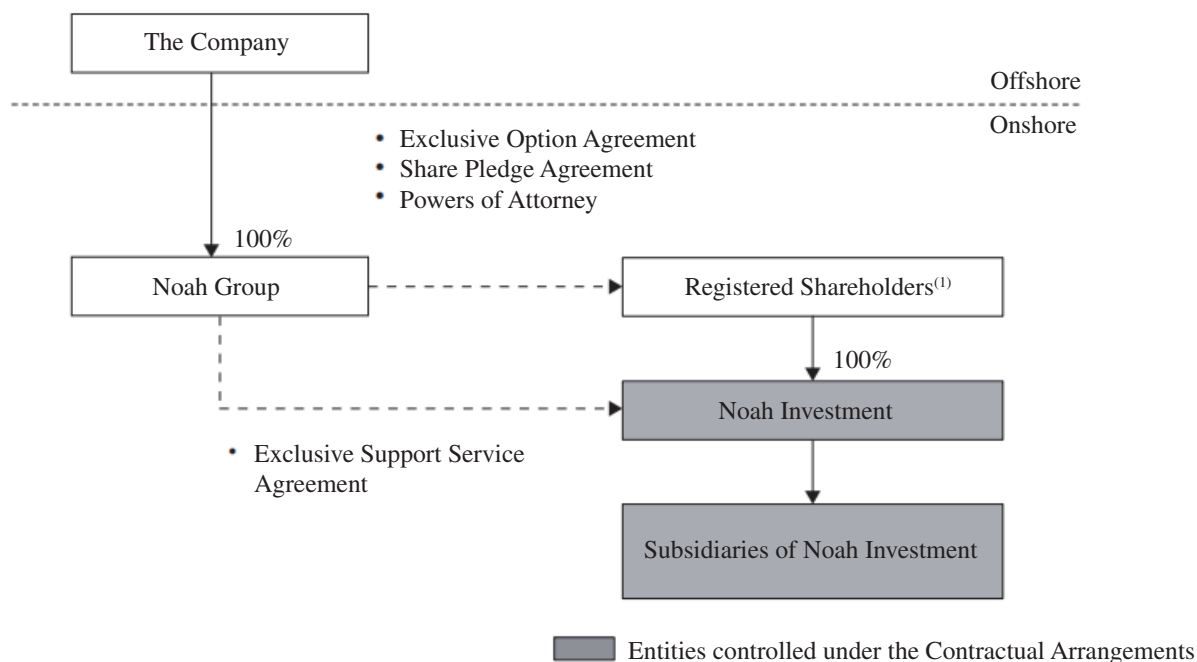 The Company
Offshore
Onshore
• Exclusive Option Agreement
• Share Pledge Agreement
• Powers of Attorney
100%
Noah Group
Registered Shareholders(1)
100%
Noah Investment
• Exclusive Support Service
Agreement
Subsidiaries of Noah Investment
Entities controlled under the Contractual Arrangements